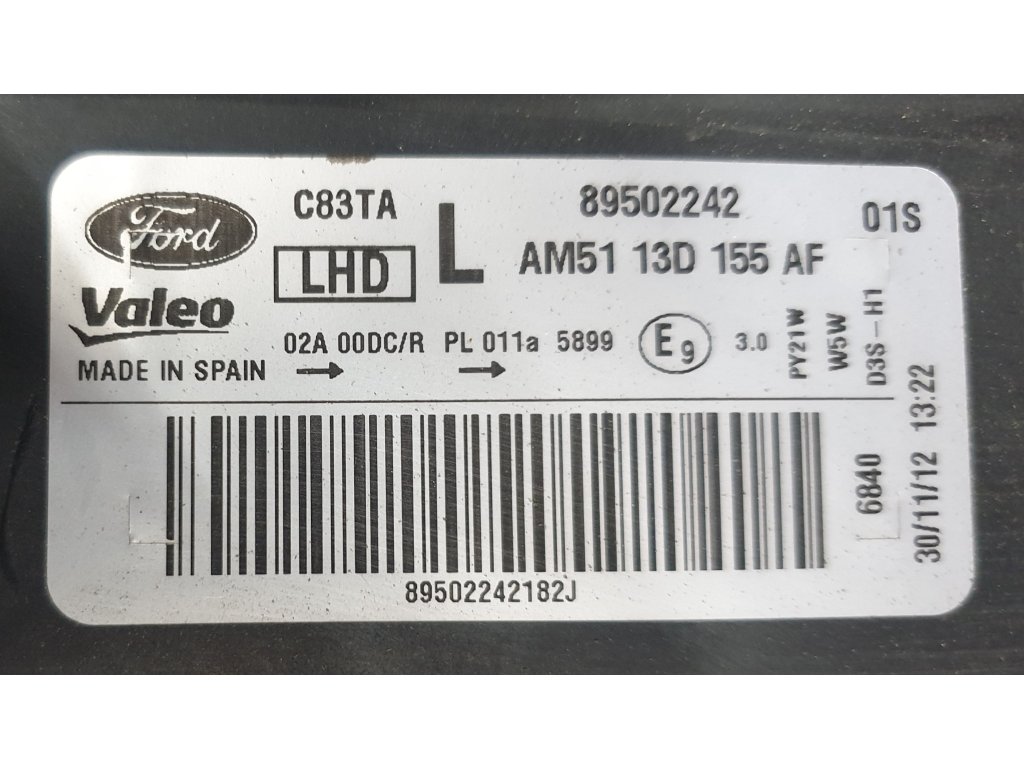 Ford
C83TA
LHD
L
89502242
AM51 13D 155 AF
01S
Valeo
MADE IN SPAIN
02A 00DC/R PL 011a 5899
E9
3.0
PY21W
W5W
D3S-H1
6840
30/11/12 13:22
89502242182J